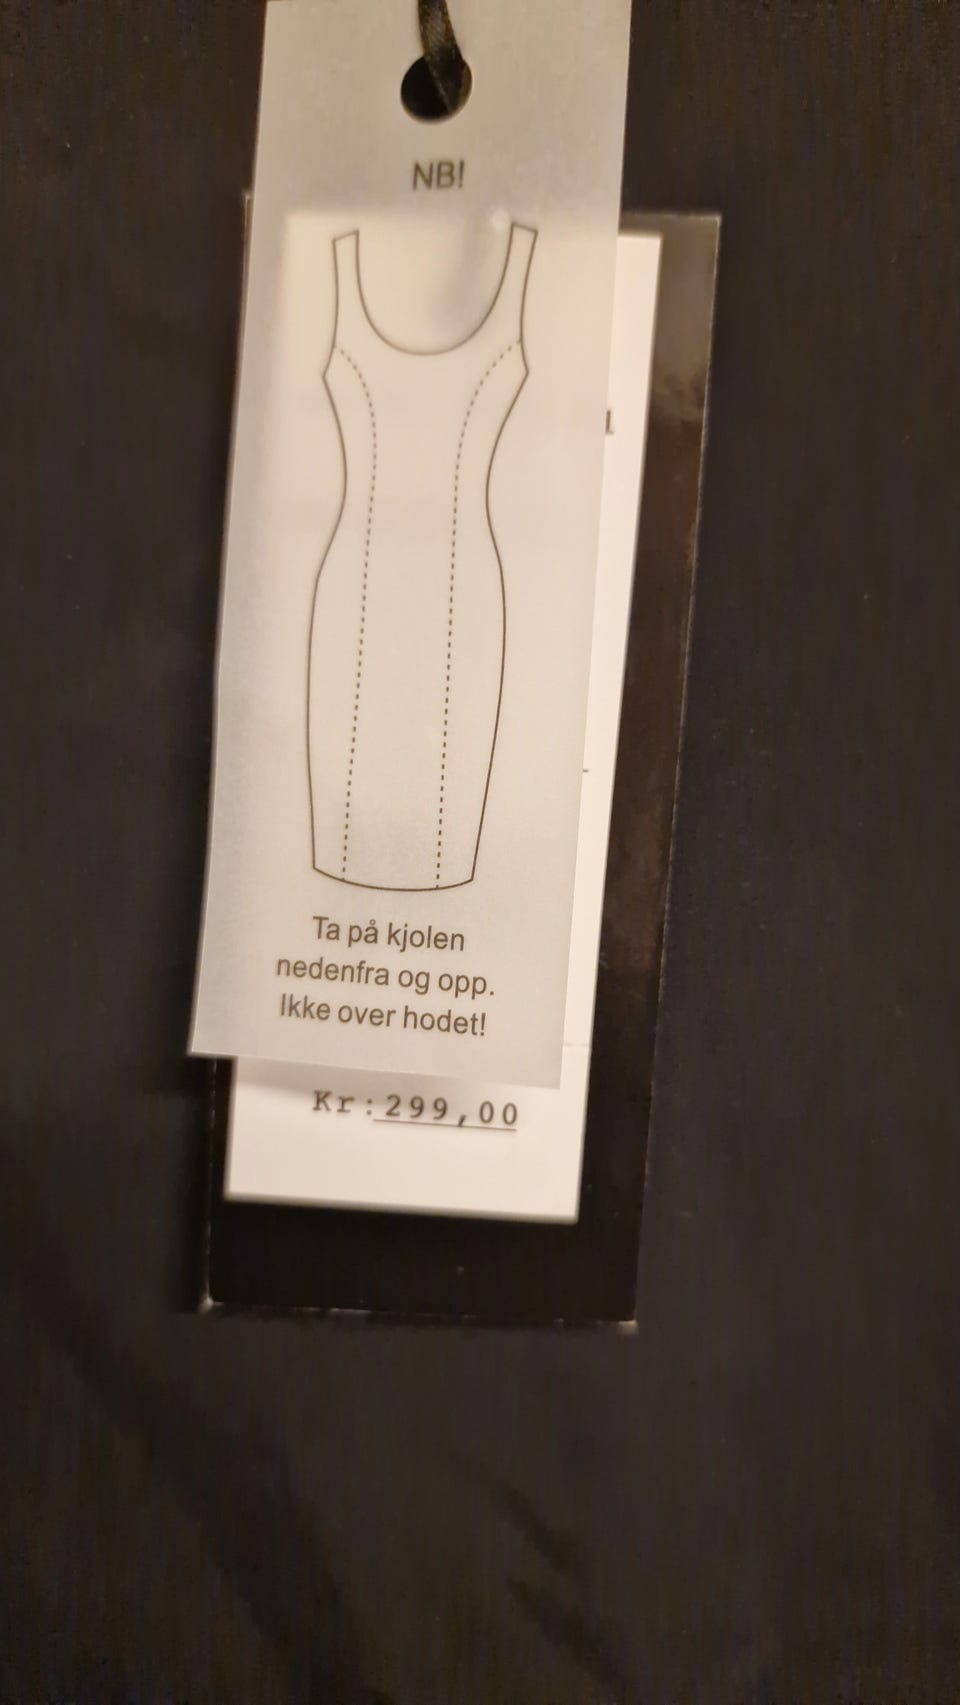 NB!
Ta på kjolen
nedenfra og opp.
Ikke over hodet!
Kr:299,00